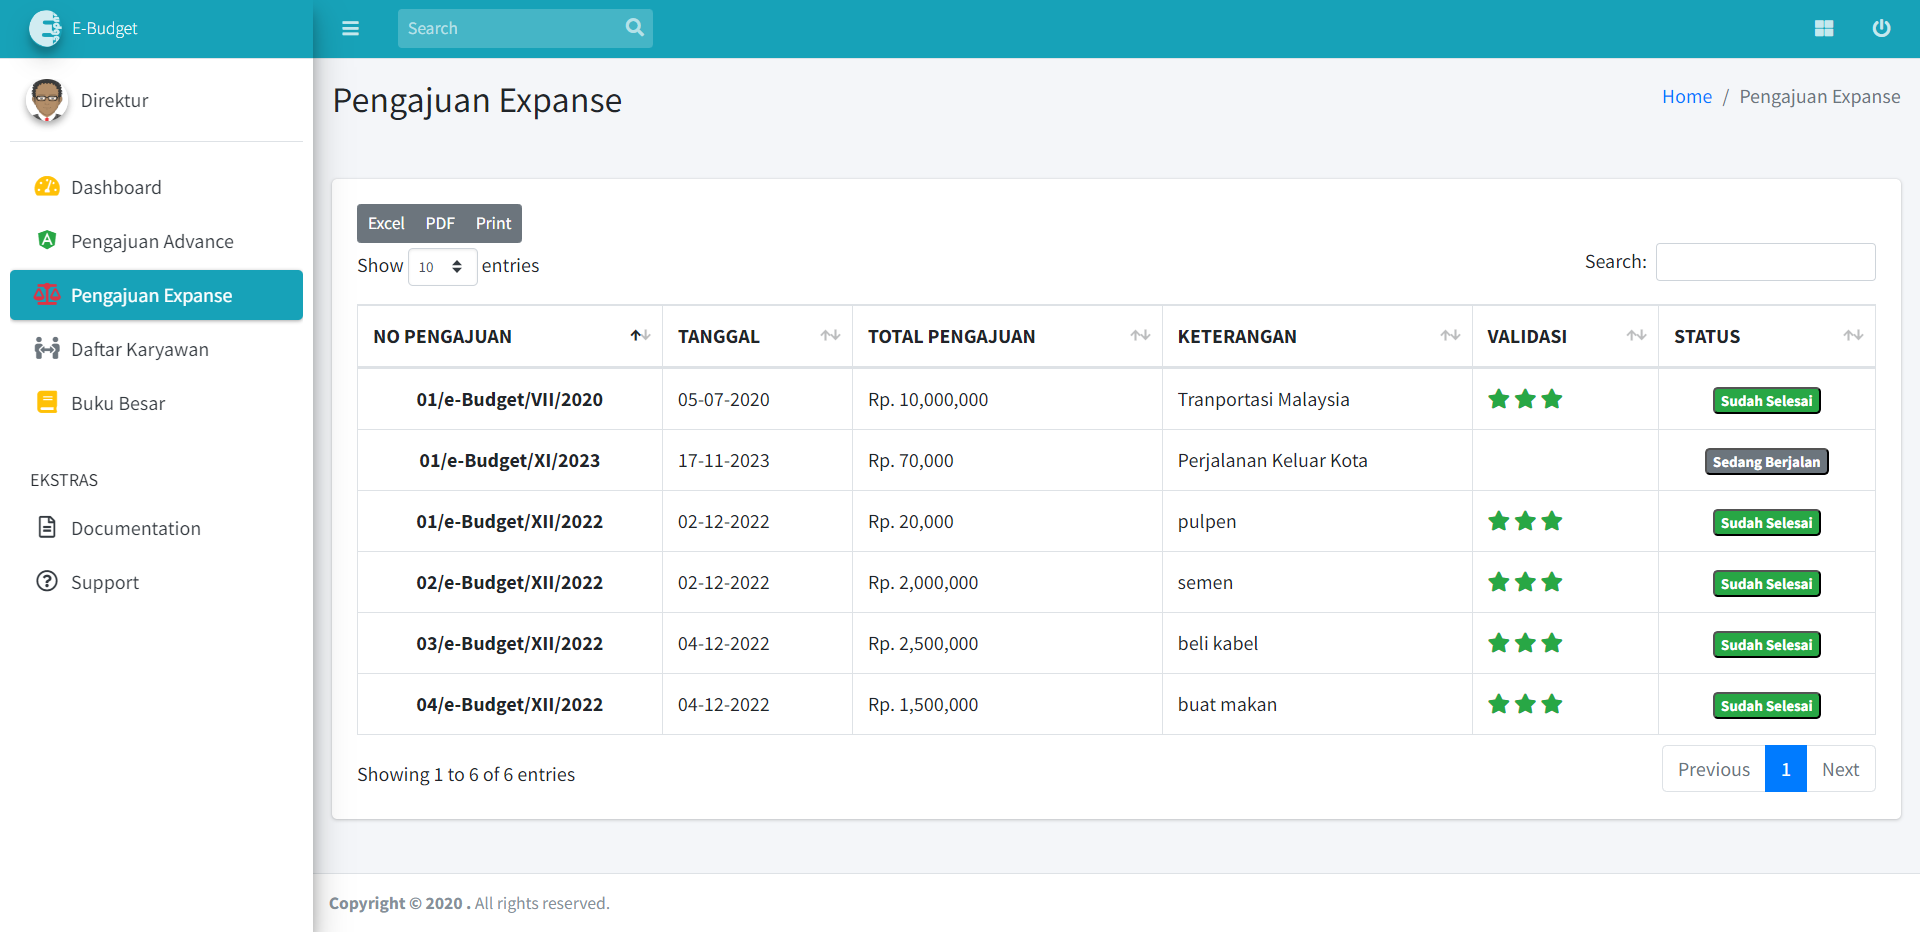 E-Budget
Search
Direktur
Pengajuan Expanse
Home / Pengajuan Expanse
Dashboard
Pengajuan Advance
Pengajuan Expanse
Daftar Karyawan
Buku Besar
EKSTRAS
Documentation
Support
Excel PDF Print
Show 10 entries
Search:
NO PENGAJUAN TANGGAL TOTAL PENGAJUAN KETERANGAN VALIDASI STATUS
01/e-Budget/VII/2020 05-07-2020 Rp. 10,000,000 Tranportasi Malaysia Sudah Selesai
01/e-Budget/XI/2023 17-11-2023 Rp. 70,000 Perjalanan Keluar Kota Sedang Berjalan
01/e-Budget/XII/2022 02-12-2022 Rp. 20,000 pulpen Sudah Selesai
02/e-Budget/XII/2022 02-12-2022 Rp. 2,000,000 semen Sudah Selesai
03/e-Budget/XII/2022 04-12-2022 Rp. 2,500,000 beli kabel Sudah Selesai
04/e-Budget/XII/2022 04-12-2022 Rp. 1,500,000 buat makan Sudah Selesai
Showing 1 to 6 of 6 entries
Previous 1 Next
Copyright © 2020 . All rights reserved.